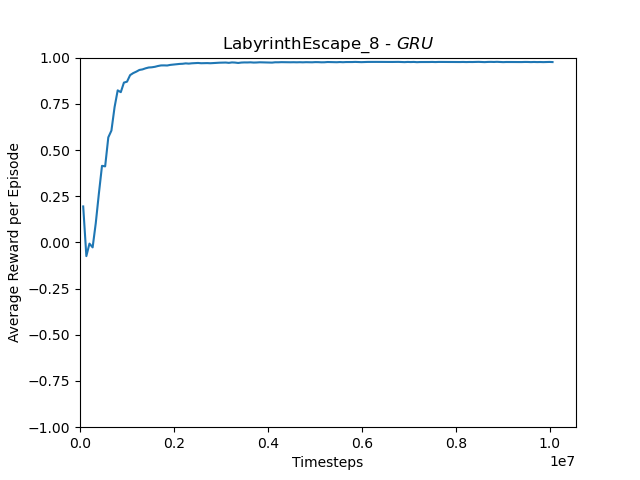 LabyrinthEscape_8 - GRU
Average Reward per Episode
1.00
0.75
0.50
0.25
0.00
−0.25
−0.50
−0.75
−1.00
0.0 0.2 0.4 0.6 0.8 1.0
1e7
Timesteps